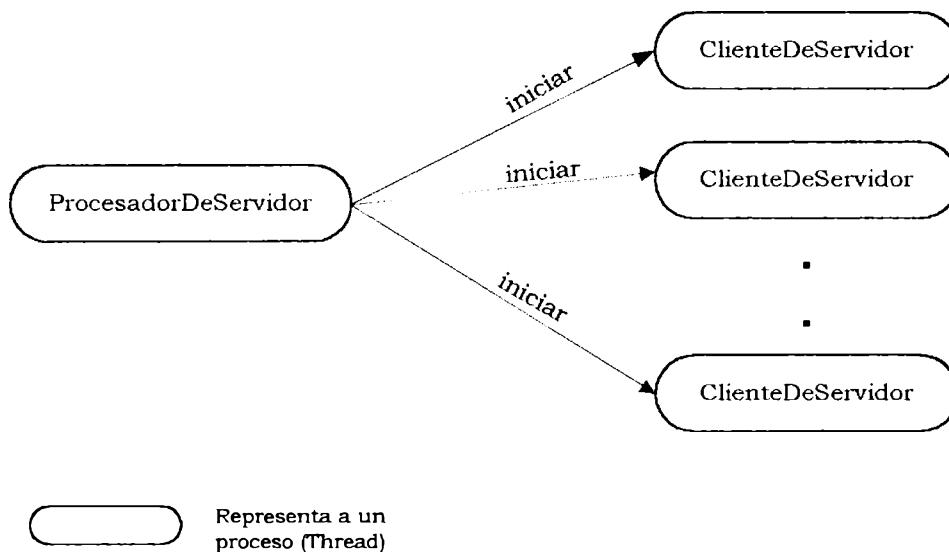 ClienteDeServidor
iniciar
ClienteDeServidor
iniciar
ProcesadorDeServidor
iniciar
ClienteDeServidor
Representa a un
proceso (Thread)